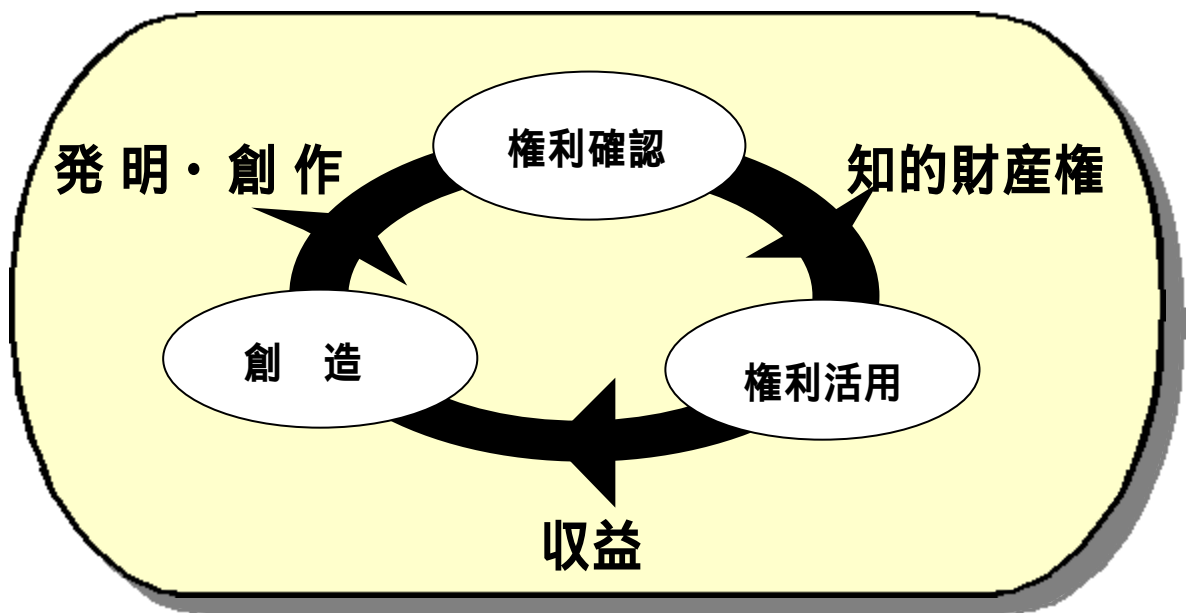 権利確認
発 明・創 作
知的財産権
創　造
権利活用
収益